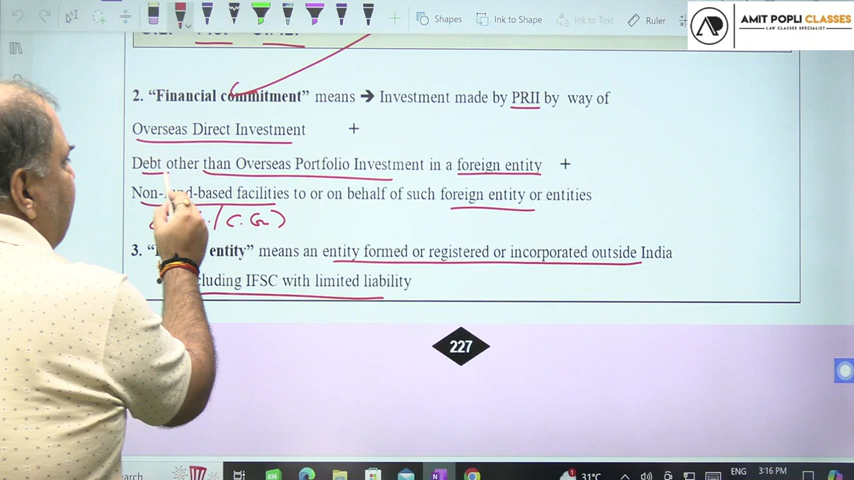 Shapes Ink to Shape Ink to Text Ruler
AMIT POPLI CLASSES
LAW CLASSES SPECIALIST
2. “Financial commitment” means ➔ Investment made by PRII by way of
Overseas Direct Investment +
Debt other than Overseas Portfolio Investment in a foreign entity +
based facilities to or on behalf of such foreign entity or entities
/C.G)
3. entity” means an entity formed or registered or incorporated outside India
IFSC with limited liability
227
ENG 3:16 PM
31°C